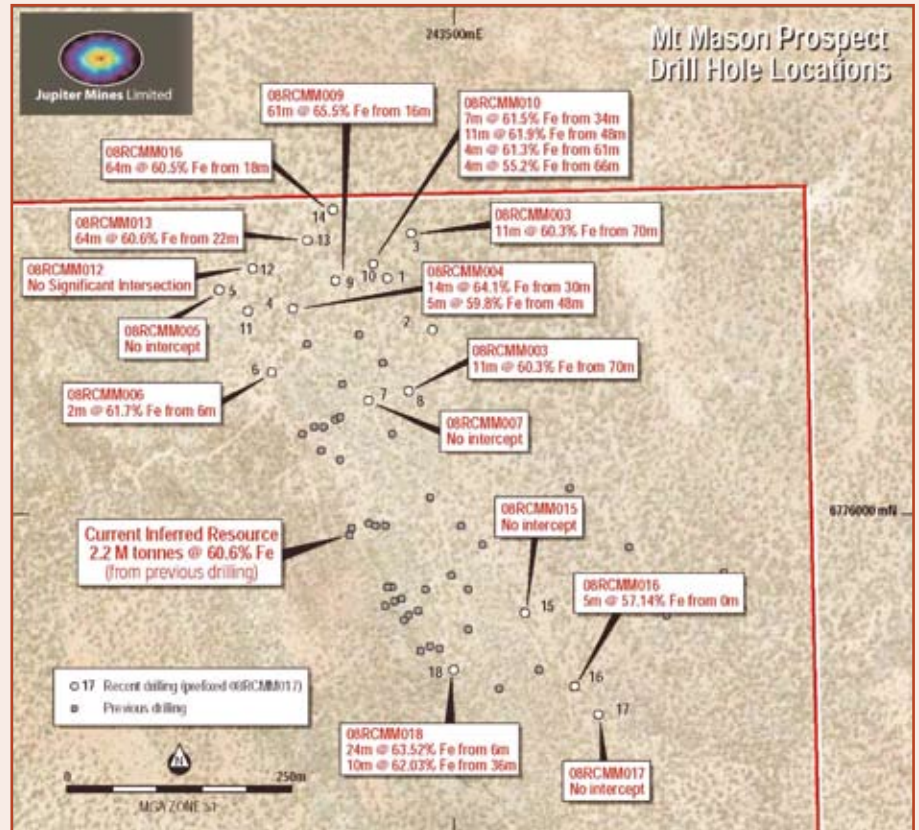 243500mE
Mt Mason Prospect
Drill Hole Locations
Jupiter Mines Limited
08RCMM009
61m @ 65.5% Fe from 16m
08RCMM010
7m @ 61.5% Fe from 34m
11m @ 61.9% Fe from 48m
4m @ 61.3% Fe from 61m
4m @ 55.2% Fe from 66m
08RCMM016
64m @ 60.5% Fe from 18m
14
08RCMM013
64m @ 60.6% Fe from 22m
13
3
08RCMM003
11m @ 60.3% Fe from 70m
08RCMM012
No Significant Intersection
12
10
1
9
5
4
11
08RCMM004
14m @ 64.1% Fe from 30m
5m @ 59.8% Fe from 48m
2
08RCMM005
No intercept
6
08RCMM003
11m @ 60.3% Fe from 70m
08RCMM006
2m @ 61.7% Fe from 6m
7
8
08RCMM007
No intercept
08RCMM015
No intercept
6776000 mN
Current Inferred Resource
2.2 M tonnes @ 60.6% Fe
(from previous drilling)
08RCMM016
5m @ 57.14% Fe from 0m
15
18
16
17
17 Recent drilling (prefixed 08RCMM017)
Previous drilling
08RCMM018
24m @ 63.52% Fe from 6m
10m @ 62.03% Fe from 36m
08RCMM017
No intercept
N
0
250m
MGA ZONE 51